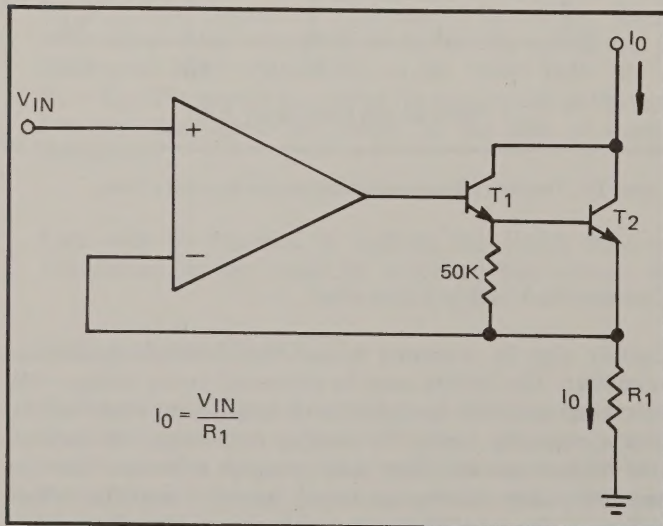 I0
VIN
+
T1
T2
−
50K
I0
R1
I0 = VIN / R1